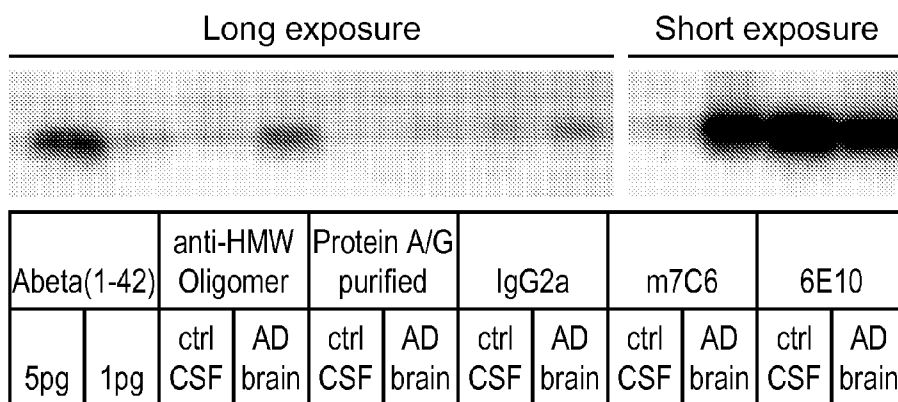 Long exposure Short exposure
Abeta(1-42) anti-HMW Oligomer Protein A/G purified IgG2a m7C6 6E10
5pg 1pg ctrl CSF AD brain ctrl CSF AD brain ctrl CSF AD brain ctrl CSF AD brain ctrl CSF AD brain